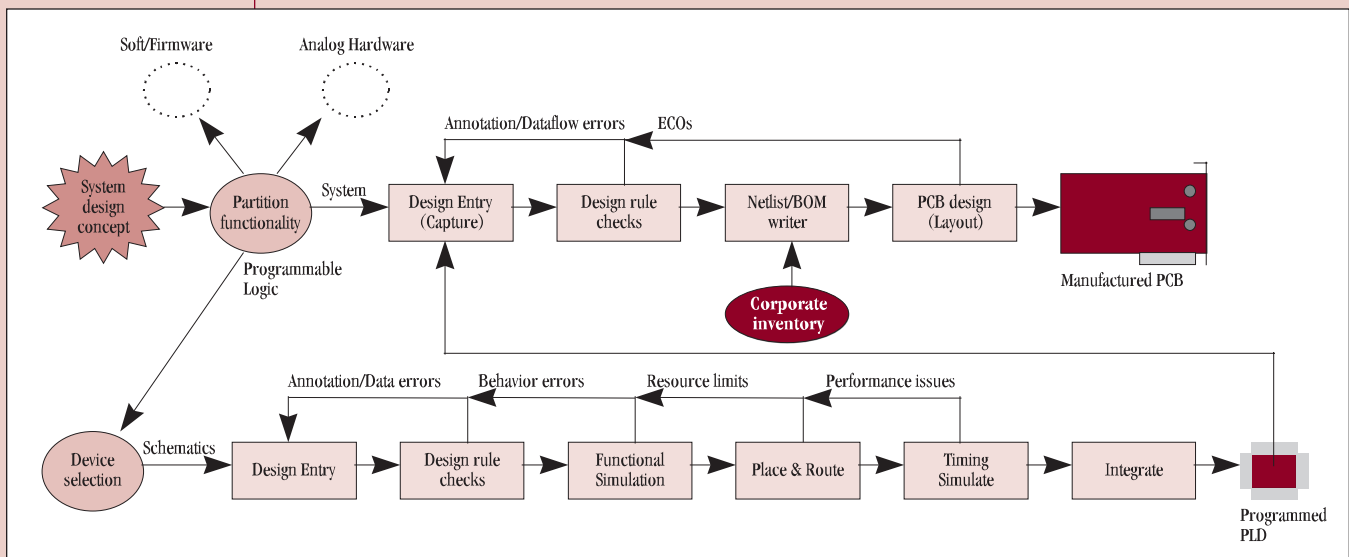 Soft/Firmware
Analog Hardware
Annotation/Dataflow errors
ECOs
System
design
concept
Partition
functionality
System
Design Entry
(Capture)
Design rule
checks
Netlist/BOM
writer
PCB design
(Layout)
Manufactured PCB
Programmable
Logic
Corporate
inventory
Annotation/Data errors
Behavior errors
Resource limits
Performance issues
Device
selection
Schematics
Design Entry
Design rule
checks
Functional
Simulation
Place & Route
Timing
Simulate
Integrate
Programmed
PLD